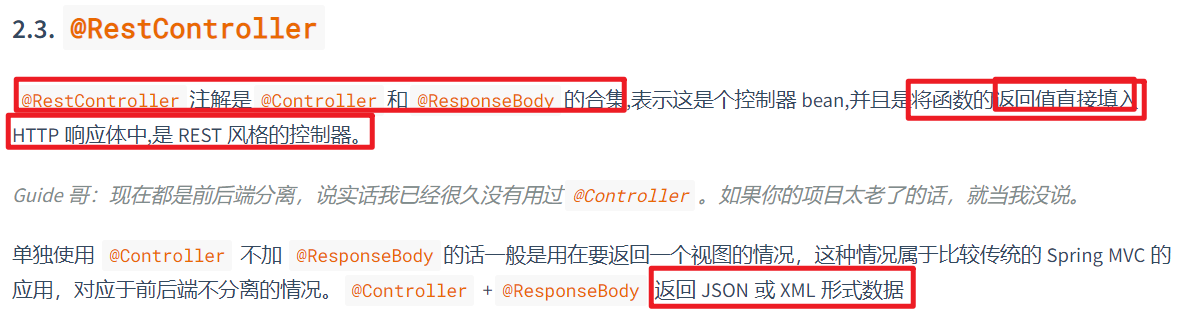 2.3. @RestController
@RestController 注解是 @Controller 和 @ResponseBody 的合集,表示这是个控制器 bean,并且是将函数的返回值直接填入
HTTP 响应体中,是 REST 风格的控制器。
Guide 哥：现在都是前后端分离，说实话我已经很久没有用过 @Controller 。如果你的项目太老了的话，就当我没说。
单独使用 @Controller 不加 @ResponseBody 的话一般是用在要返回一个视图的情况，这种情况属于比较传统的 Spring MVC 的
应用，对应于前后端不分离的情况。 @Controller + @ResponseBody 返回 JSON 或 XML 形式数据